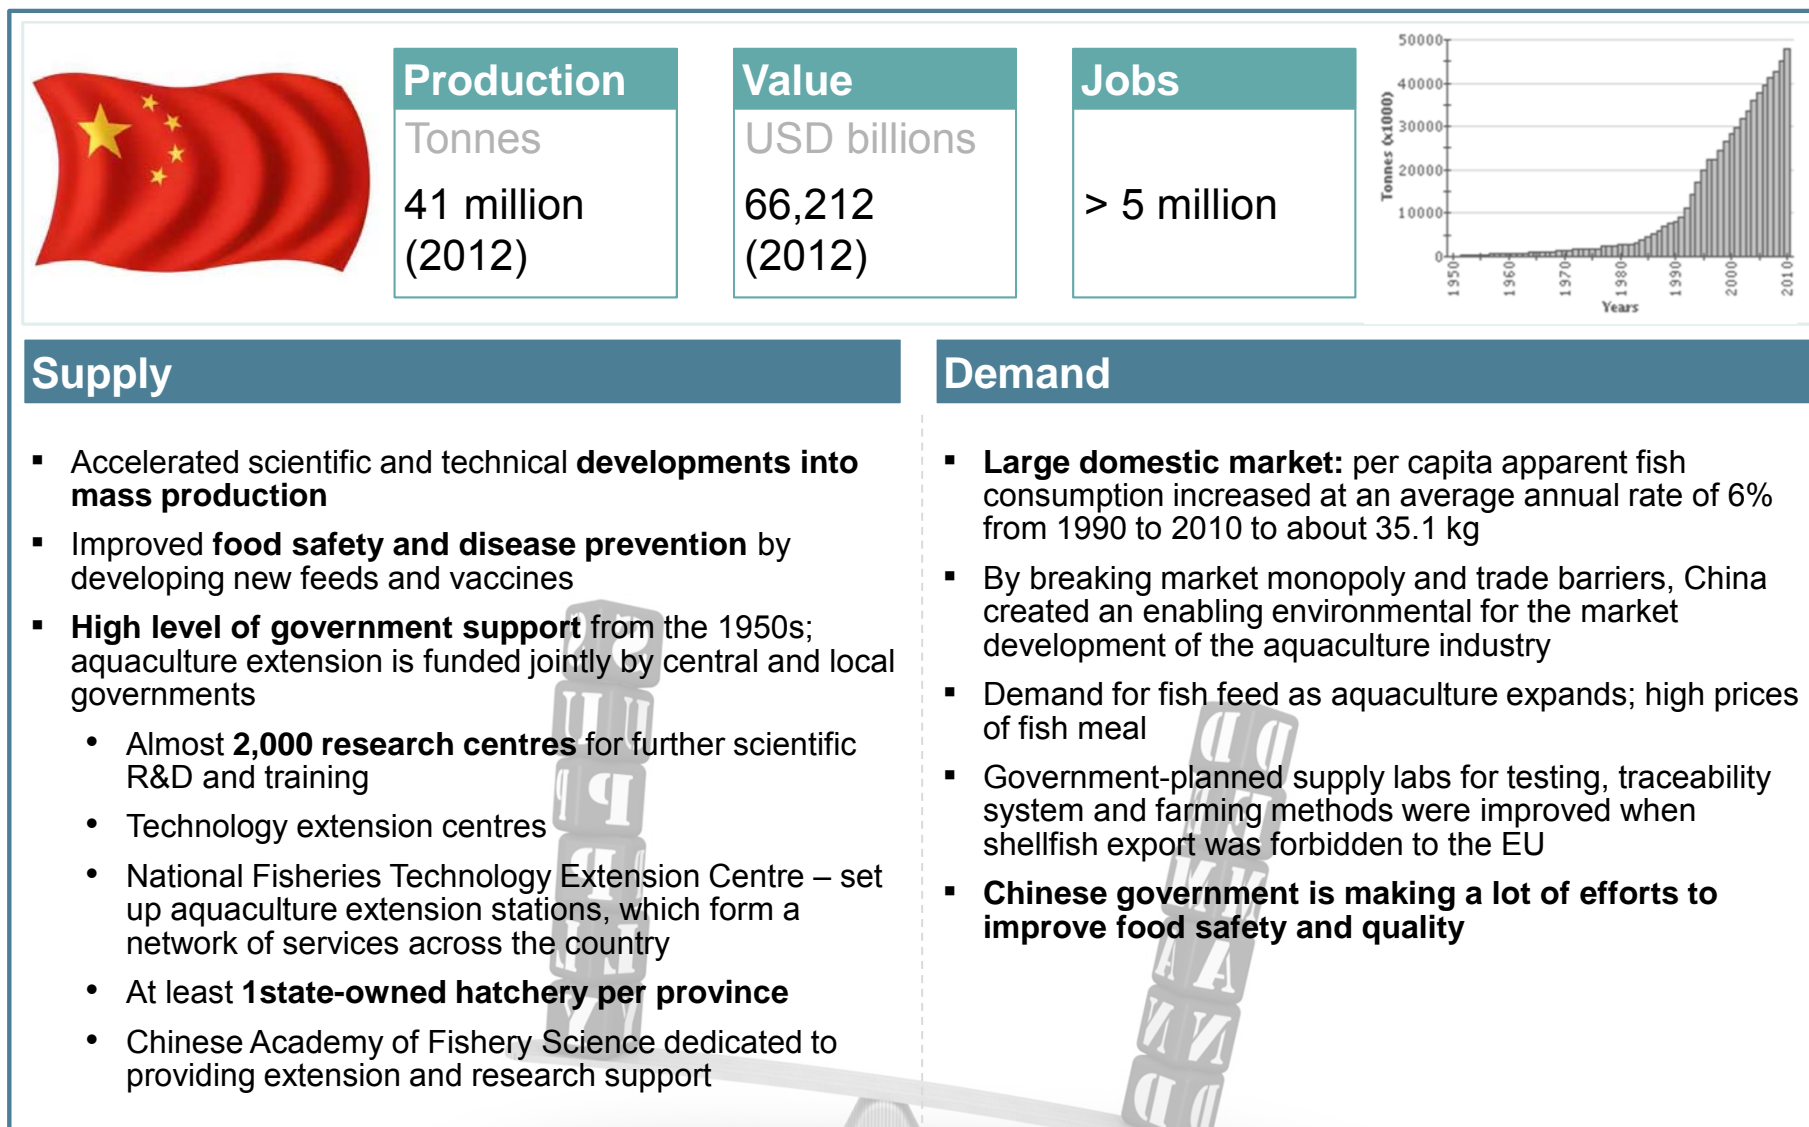 Production
Tonnes
41 million
(2012)
Value
USD billions
66,212
(2012)
Jobs
> 5 million
50000
40000
30000
20000
10000
0
Tonnes (x1000)
1950
1960
1970
1980
1990
2000
2010
Years
Supply
▪ Accelerated scientific and technical developments into
mass production
▪ Improved food safety and disease prevention by
developing new feeds and vaccines
▪ High level of government support from the 1950s;
aquaculture extension is funded jointly by central and local
governments
• Almost 2,000 research centres for further scientific
R&D and training
• Technology extension centres
• National Fisheries Technology Extension Centre – set
up aquaculture extension stations, which form a
network of services across the country
• At least 1state-owned hatchery per province
• Chinese Academy of Fishery Science dedicated to
providing extension and research support
Demand
▪ Large domestic market: per capita apparent fish
consumption increased at an average annual rate of 6%
from 1990 to 2010 to about 35.1 kg
▪ By breaking market monopoly and trade barriers, China
created an enabling environmental for the market
development of the aquaculture industry
▪ Demand for fish feed as aquaculture expands; high prices
of fish meal
▪ Government-planned supply labs for testing, traceability
system and farming methods were improved when
shellfish export was forbidden to the EU
▪ Chinese government is making a lot of efforts to
improve food safety and quality